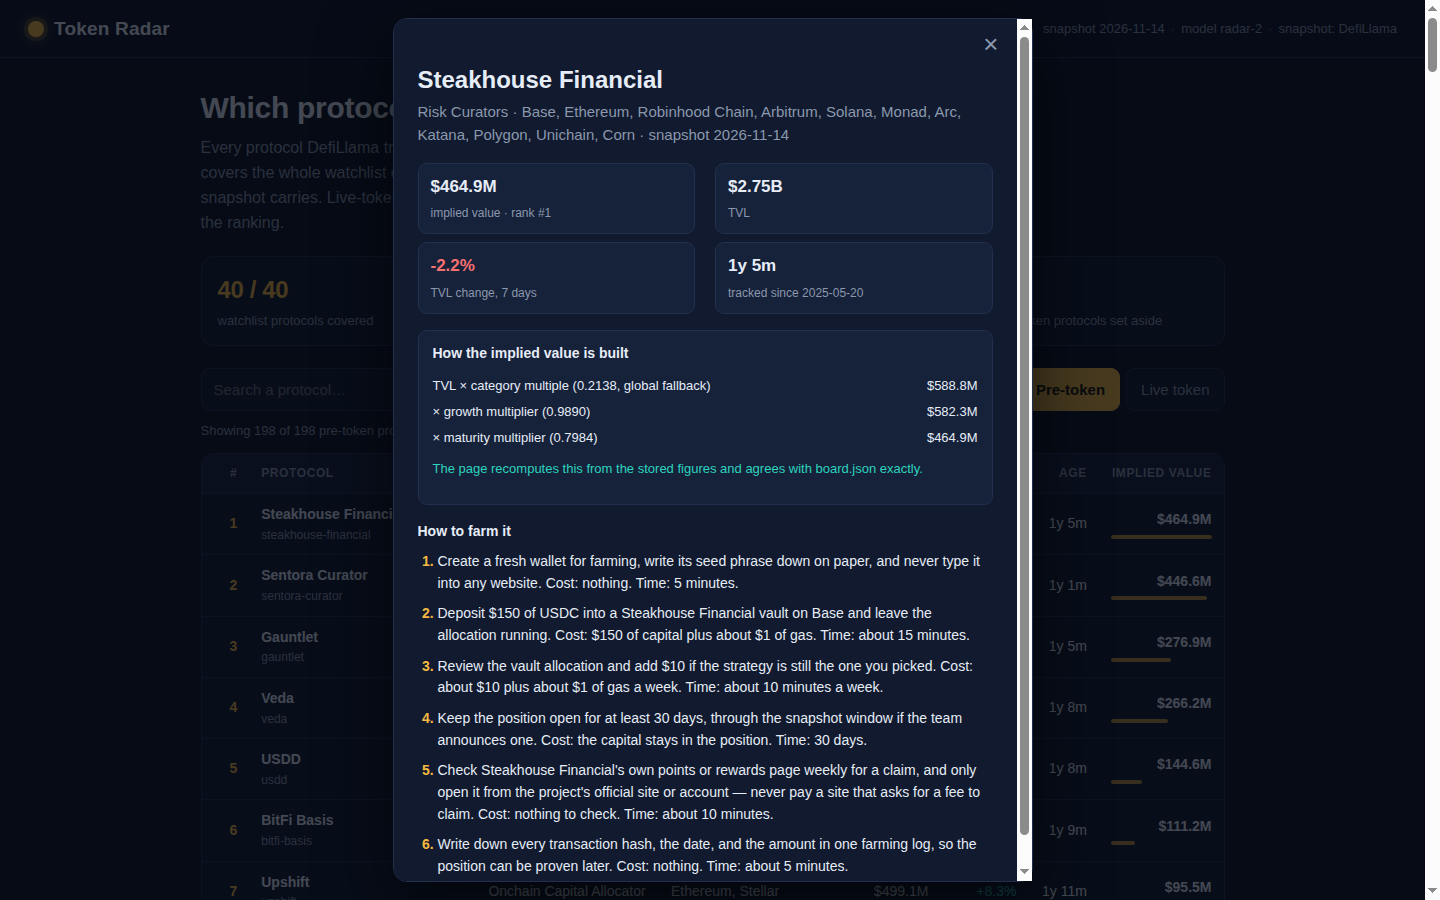 Token Radar
snapshot 2026-11-14 · model radar-2 · snapshot: DefiLlama
Which protoc
Every protocol DefiLlama tr
covers the whole watchlist
snapshot carries. Live-toke
the ranking.
40 / 40
watchlist protocols covered
en protocols set aside
Search a protocol...
Pre-token
Live token
Showing 198 of 198 pre-token pro
# PROTOCOL AGE IMPLIED VALUE
1 Steakhouse Financi 1y 5m $464.9M
steakhouse-financial
2 Sentora Curator 1y 1m $446.6M
sentora-curator
3 Gauntlet 1y 5m $276.9M
gauntlet
4 Veda 1y 8m $266.2M
veda
5 USDD 1y 8m $144.6M
usdd
6 BitFi Basis 1y 9m $111.2M
bitfi-basis
7 Upshift Onchain Capital Allocator Ethereum, Stellar $499.1M +8.3% 1y 11m $95.5M
×
Steakhouse Financial
Risk Curators · Base, Ethereum, Robinhood Chain, Arbitrum, Solana, Monad, Arc,
Katana, Polygon, Unichain, Corn · snapshot 2026-11-14
$464.9M
implied value · rank #1
$2.75B
TVL
-2.2%
TVL change, 7 days
1y 5m
tracked since 2025-05-20
How the implied value is built
TVL × category multiple (0.2138, global fallback) $588.8M
× growth multiplier (0.9890) $582.3M
× maturity multiplier (0.7984) $464.9M
The page recomputes this from the stored figures and agrees with board.json exactly.
How to farm it
1. Create a fresh wallet for farming, write its seed phrase down on paper, and never type it
into any website. Cost: nothing. Time: 5 minutes.
2. Deposit $150 of USDC into a Steakhouse Financial vault on Base and leave the
allocation running. Cost: $150 of capital plus about $1 of gas. Time: about 15 minutes.
3. Review the vault allocation and add $10 if the strategy is still the one you picked. Cost:
about $10 plus about $1 of gas a week. Time: about 10 minutes a week.
4. Keep the position open for at least 30 days, through the snapshot window if the team
announces one. Cost: the capital stays in the position. Time: 30 days.
5. Check Steakhouse Financial's own points or rewards page weekly for a claim, and only
open it from the project's official site or account — never pay a site that asks for a fee to
claim. Cost: nothing to check. Time: about 10 minutes.
6. Write down every transaction hash, the date, and the amount in one farming log, so the
position can be proven later. Cost: nothing. Time: about 5 minutes.